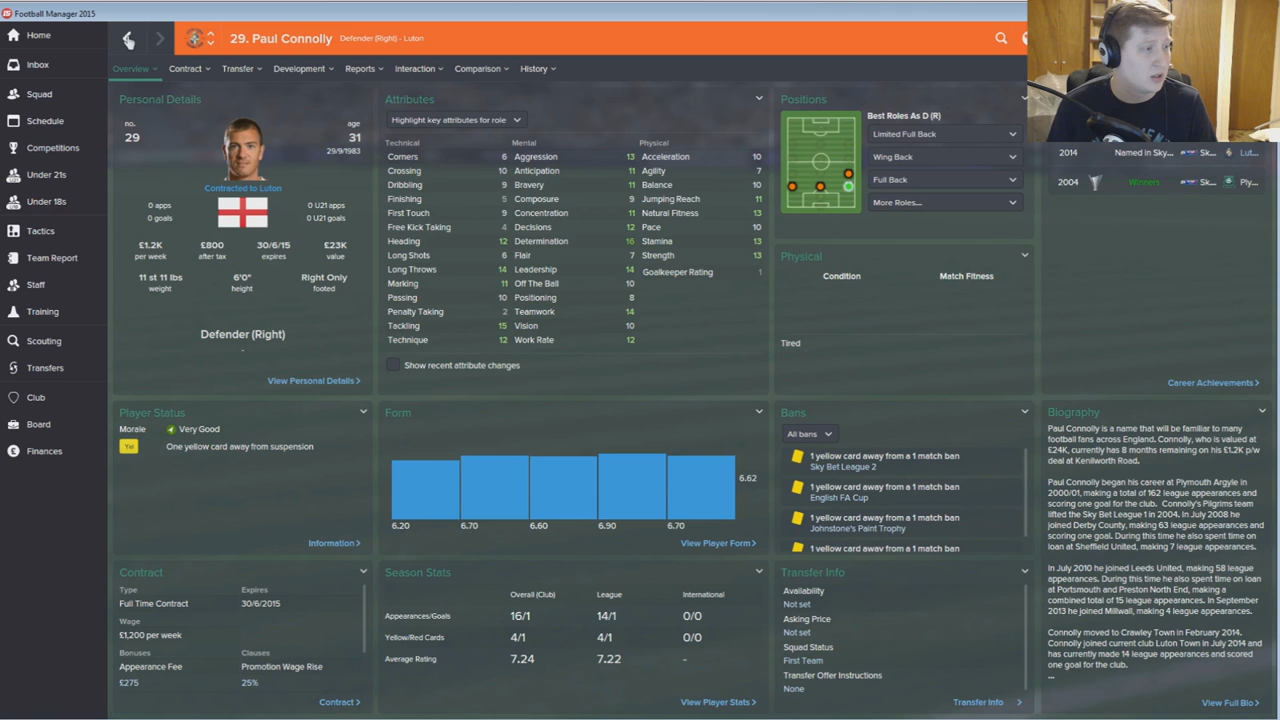 Football Manager 2015
Home
Inbox
Squad
Schedule
Competitions
Under 21s
Under 18s
Tactics
Team Report
Staff
Training
Scouting
Transfers
Club
Board
Finances
29. Paul Connolly Defender (Right) - Luton
Overview Contract Transfer Development Reports Interaction Comparison History
Personal Details
no. age
29 31
29/9/1983
Contracted to Luton
0 apps 0 U21 apps
0 goals 0 U21 goals
£1.2K £800 30/6/15 £23K
per week after tax expires value
11 st 11 lbs 6'0" Right Only
weight height footed
Defender (Right)
-
View Personal Details >
Attributes
Highlight key attributes for role
Technical Mental Physical
Corners 6 Aggression 13 Acceleration 10
Crossing 10 Anticipation 11 Agility 7
Dribbling 9 Bravery 11 Balance 10
Finishing 5 Composure 9 Jumping Reach 11
First Touch 9 Concentration 11 Natural Fitness 13
Free Kick Taking 4 Decisions 12 Pace 10
Heading 12 Determination 16 Stamina 13
Long Shots 6 Flair 7 Strength 13
Long Throws 14 Leadership 14 Goalkeeper Rating 1
Marking 11 Off The Ball 10
Passing 10 Positioning 8
Penalty Taking 2 Teamwork 14
Tackling 15 Vision 10
Technique 12 Work Rate 12
Show recent attribute changes
Positions
Best Roles As D (R)
Limited Full Back
Wing Back
Full Back
More Roles...
Physical
Condition Match Fitness
Tired
2014 Named in Sky... Sk... Lut...
2004 Winners Sk... Ply...
Career Achievements >
Player Status
Morale Very Good
Yel One yellow card away from suspension
Information >
Form
6.62
6.20 6.70 6.60 6.90 6.70
View Player Form >
Bans
All bans
1 yellow card away from a 1 match ban
Sky Bet League 2
1 yellow card away from a 1 match ban
English FA Cup
1 yellow card away from a 1 match ban
Johnstone's Paint Trophy
1 yellow card away from a 1 match ban
Biography
Paul Connolly is a name that will be familiar to many
football fans across England. Connolly, who is valued at
£24K, currently has 8 months remaining on his £1.2K p/w
deal at Kenilworth Road.
Paul Connolly began his career at Plymouth Argyle in
2000/01, making a total of 162 league appearances and
scoring one goal for the club. Connolly's Pilgrims team
lifted the Sky Bet League 1 in 2004. In July 2008 he
joined Derby County, making 63 league appearances and
scoring one goal. During this time he also spent time on
loan at Sheffield United, making 7 league appearances.
In July 2010 he joined Leeds United, making 58 league
appearances. During this time he also spent time on loan
at Portsmouth and Preston North End, making a
combined total of 15 league appearances. In September
2013 he joined Millwall, making 4 league appearances.
Connolly moved to Crawley Town in February 2014.
Connolly joined current club Luton Town in July 2014 and
has currently made 14 league appearances and scored
one goal for the club.
...
View Full Bio >
Contract
Type Expires
Full Time Contract 30/6/2015
Wage
£1,200 per week
Bonuses Clauses
Appearance Fee Promotion Wage Rise
£275 25%
Contract >
Season Stats
Overall (Club) League International
Appearances/Goals 16/1 14/1 0/0
Yellow/Red Cards 4/1 4/1 0/0
Average Rating 7.24 7.22 -
View Player Stats >
Transfer Info
Availability
Not set
Asking Price
Not set
Squad Status
First Team
Transfer Offer Instructions
None
Transfer Info >